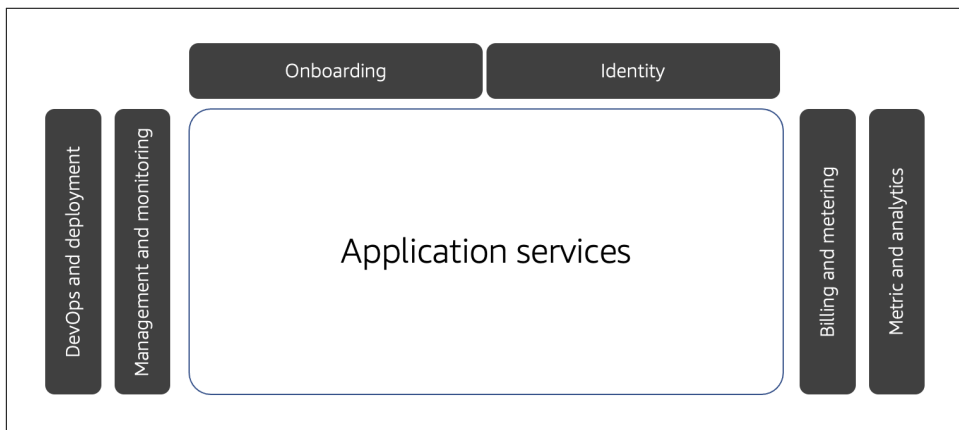 Onboarding
Identity
DevOps and deployment
Management and monitoring
Application services
Billing and metering
Metric and analytics